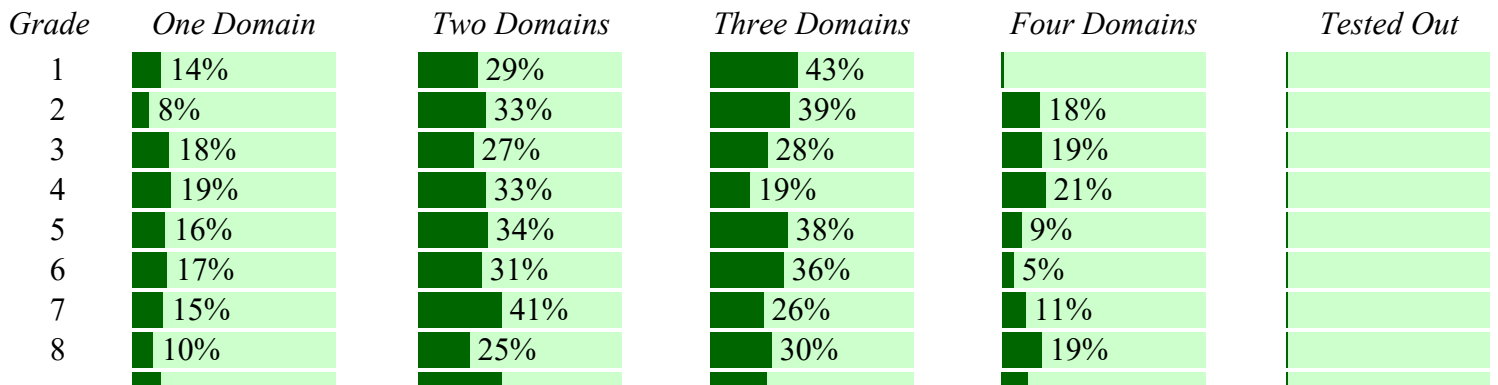 Grade One Domain Two Domains Three Domains Four Domains Tested Out
1 14% 29% 43%
2 8% 33% 39% 18%
3 18% 27% 28% 19%
4 19% 33% 19% 21%
5 16% 34% 38% 9%
6 17% 31% 36% 5%
7 15% 41% 26% 11%
8 10% 25% 30% 19%